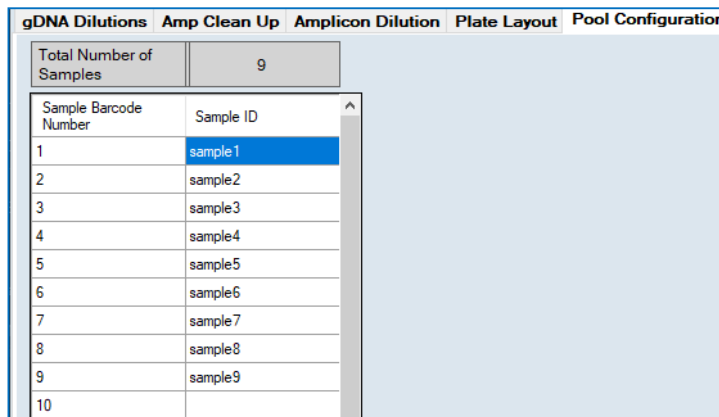 gDNA Dilutions Amp Clean Up Amplicon Dilution Plate Layout Pool Configuration
Total Number of
Samples
9
Sample Barcode
Number
Sample ID
1 sample1
2 sample2
3 sample3
4 sample4
5 sample5
6 sample6
7 sample7
8 sample8
9 sample9
10